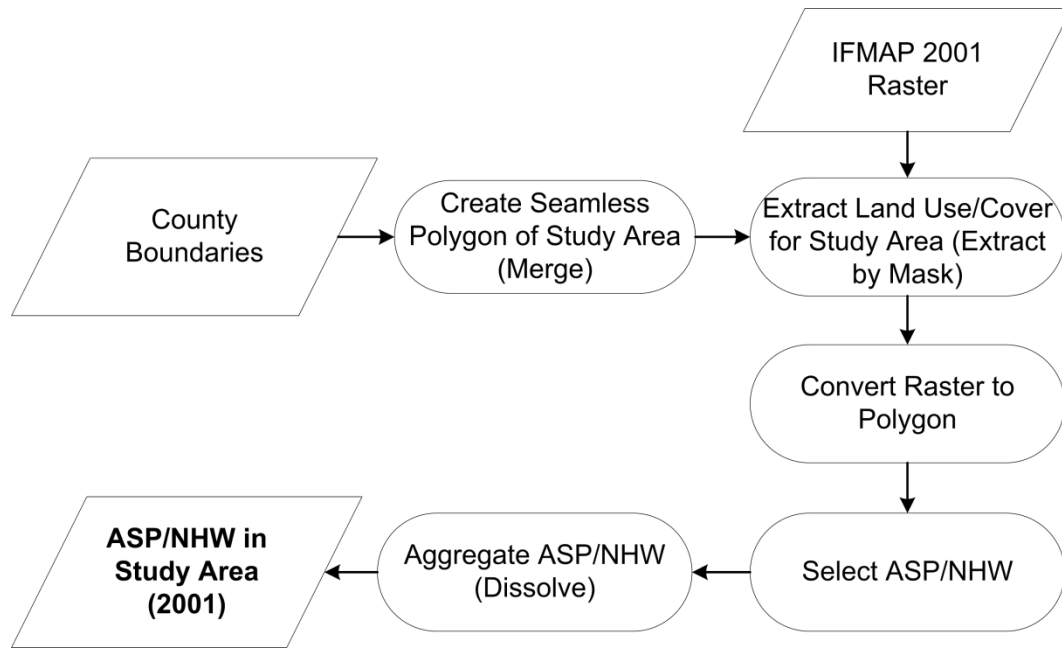 IFMAP 2001
Raster
County
Boundaries
Create Seamless
Polygon of Study Area
(Merge)
Extract Land Use/Cover
for Study Area (Extract
by Mask)
Convert Raster to
Polygon
Select ASP/NHW
Aggregate ASP/NHW
(Dissolve)
ASP/NHW in
Study Area
(2001)